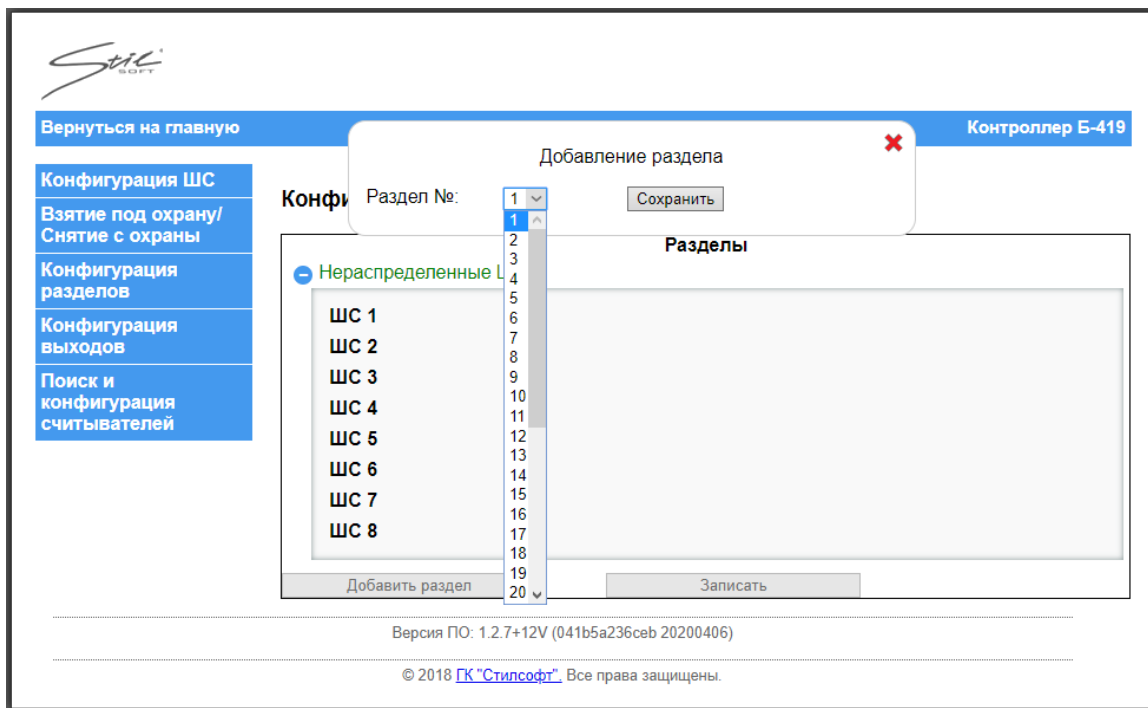 Stil
SOFT
Вернуться на главную
Контроллер Б-419
Добавление раздела
Раздел №:
1
Сохранить
Конфигурация ШС
Взятие под охрану/
Снятие с охраны
Конфигурация
разделов
Конфигурация
выходов
Поиск и
конфигурация
считывателей
Конфи
Разделы
Нераспределенные
ШС 1
ШС 2
ШС 3
ШС 4
ШС 5
ШС 6
ШС 7
ШС 8
1
2
3
4
5
6
7
8
9
10
11
12
13
14
15
16
17
18
19
20
Добавить раздел
Записать
Версия ПО: 1.2.7+12V (041b5a236ceb 20200406)
© 2018 ГК "Стилсофт". Все права защищены.